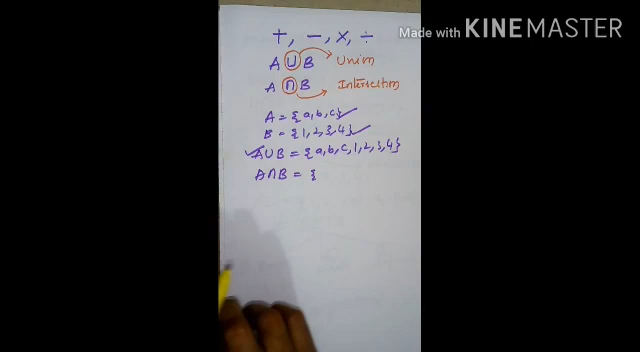 Made with KINEMASTER
+, −, ×, ÷
A ∪ B → Union
A ∩ B → Intersection
A = {a, b, c} ✓
B = {1, 2, 3, 4} ✓
✓ A∪B = {a, b, c, 1, 2, 3, 4}
A∩B = {